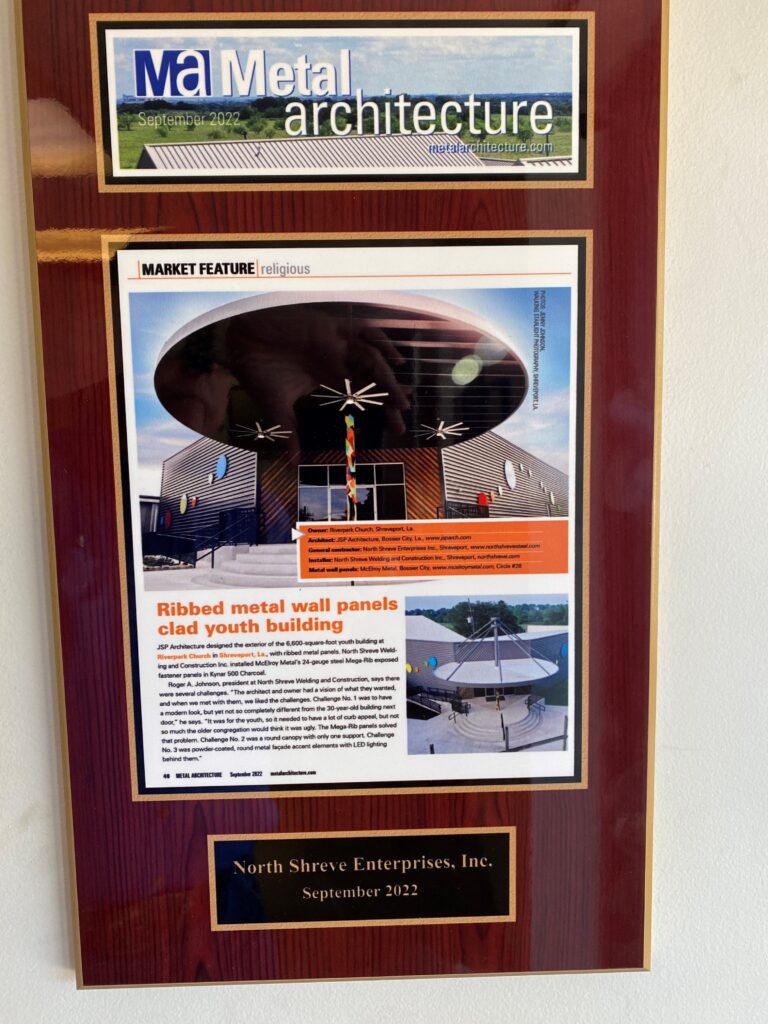 Ma Metal
September 2022
architecture
metalarchitecture.com
MARKET FEATURE religious
PHOTOS: JENNY JOHNSON,
WALKING STARLIGHT PHOTOGRAPHY, SHREVEPORT, LA.
Owner: Riverpark Church, Shreveport, La.
Architect: JSP Architecture, Bossier City, La., www.jsparch.com
General contractor: North Shreve Enterprises Inc., Shreveport, www.northshrevesteel.com
Installer: North Shreve Welding and Construction Inc., Shreveport, northshreve.com
Metal wall panels: McElroy Metal, Bossier City, www.mcelroymetal.com, Circle #28
Ribbed metal wall panels
clad youth building
JSP Architecture designed the exterior of the 6,600-square-foot youth building at
Riverpark Church in Shreveport, La., with ribbed metal panels. North Shreve Weld-
ing and Construction Inc. installed McElroy Metal's 24-gauge steel Mega-Rib exposed
fastener panels in Kynar 500 Charcoal.
Roger A. Johnson, president at North Shreve Welding and Construction, says there
were several challenges. "The architect and owner had a vision of what they wanted,
and when we met with them, we liked the challenges. Challenge No. 1 was to have
a modern look, but yet not so completely different from the 30-year-old building next
door," he says. "It was for the youth, so it needed to have a lot of curb appeal, but not
so much the older congregation would think it was ugly. The Mega-Rib panels solved
that problem. Challenge No. 2 was a round canopy with only one support. Challenge
No. 3 was powder-coated, round metal façade accent elements with LED lighting
behind them."
48 METAL ARCHITECTURE September 2022 metalarchitecture.com
North Shreve Enterprises, Inc.
September 2022